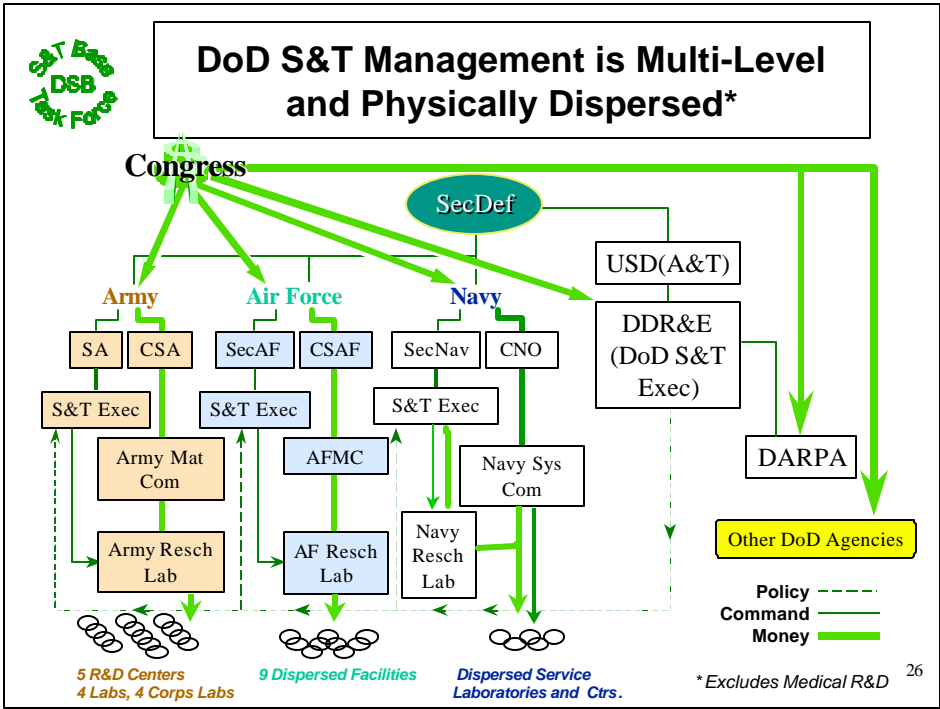 S&T Base
DSB
Task Force
DoD S&T Management is Multi-Level
and Physically Dispersed*
Congress
SecDef
USD(A&T)
Army
Air Force
Navy
DDR&E
(DoD S&T
Exec)
SA
CSA
SecAF
CSAF
SecNav
CNO
S&T Exec
S&T Exec
S&T Exec
Army Mat
Com
AFMC
Navy Sys
Com
DARPA
Army Resch
Lab
AF Resch
Lab
Navy
Resch
Lab
Other DoD Agencies
Policy
Command
Money
5 R&D Centers
4 Labs, 4 Corps Labs
9 Dispersed Facilities
Dispersed Service
Laboratories and Ctrs.
*Excludes Medical R&D
26